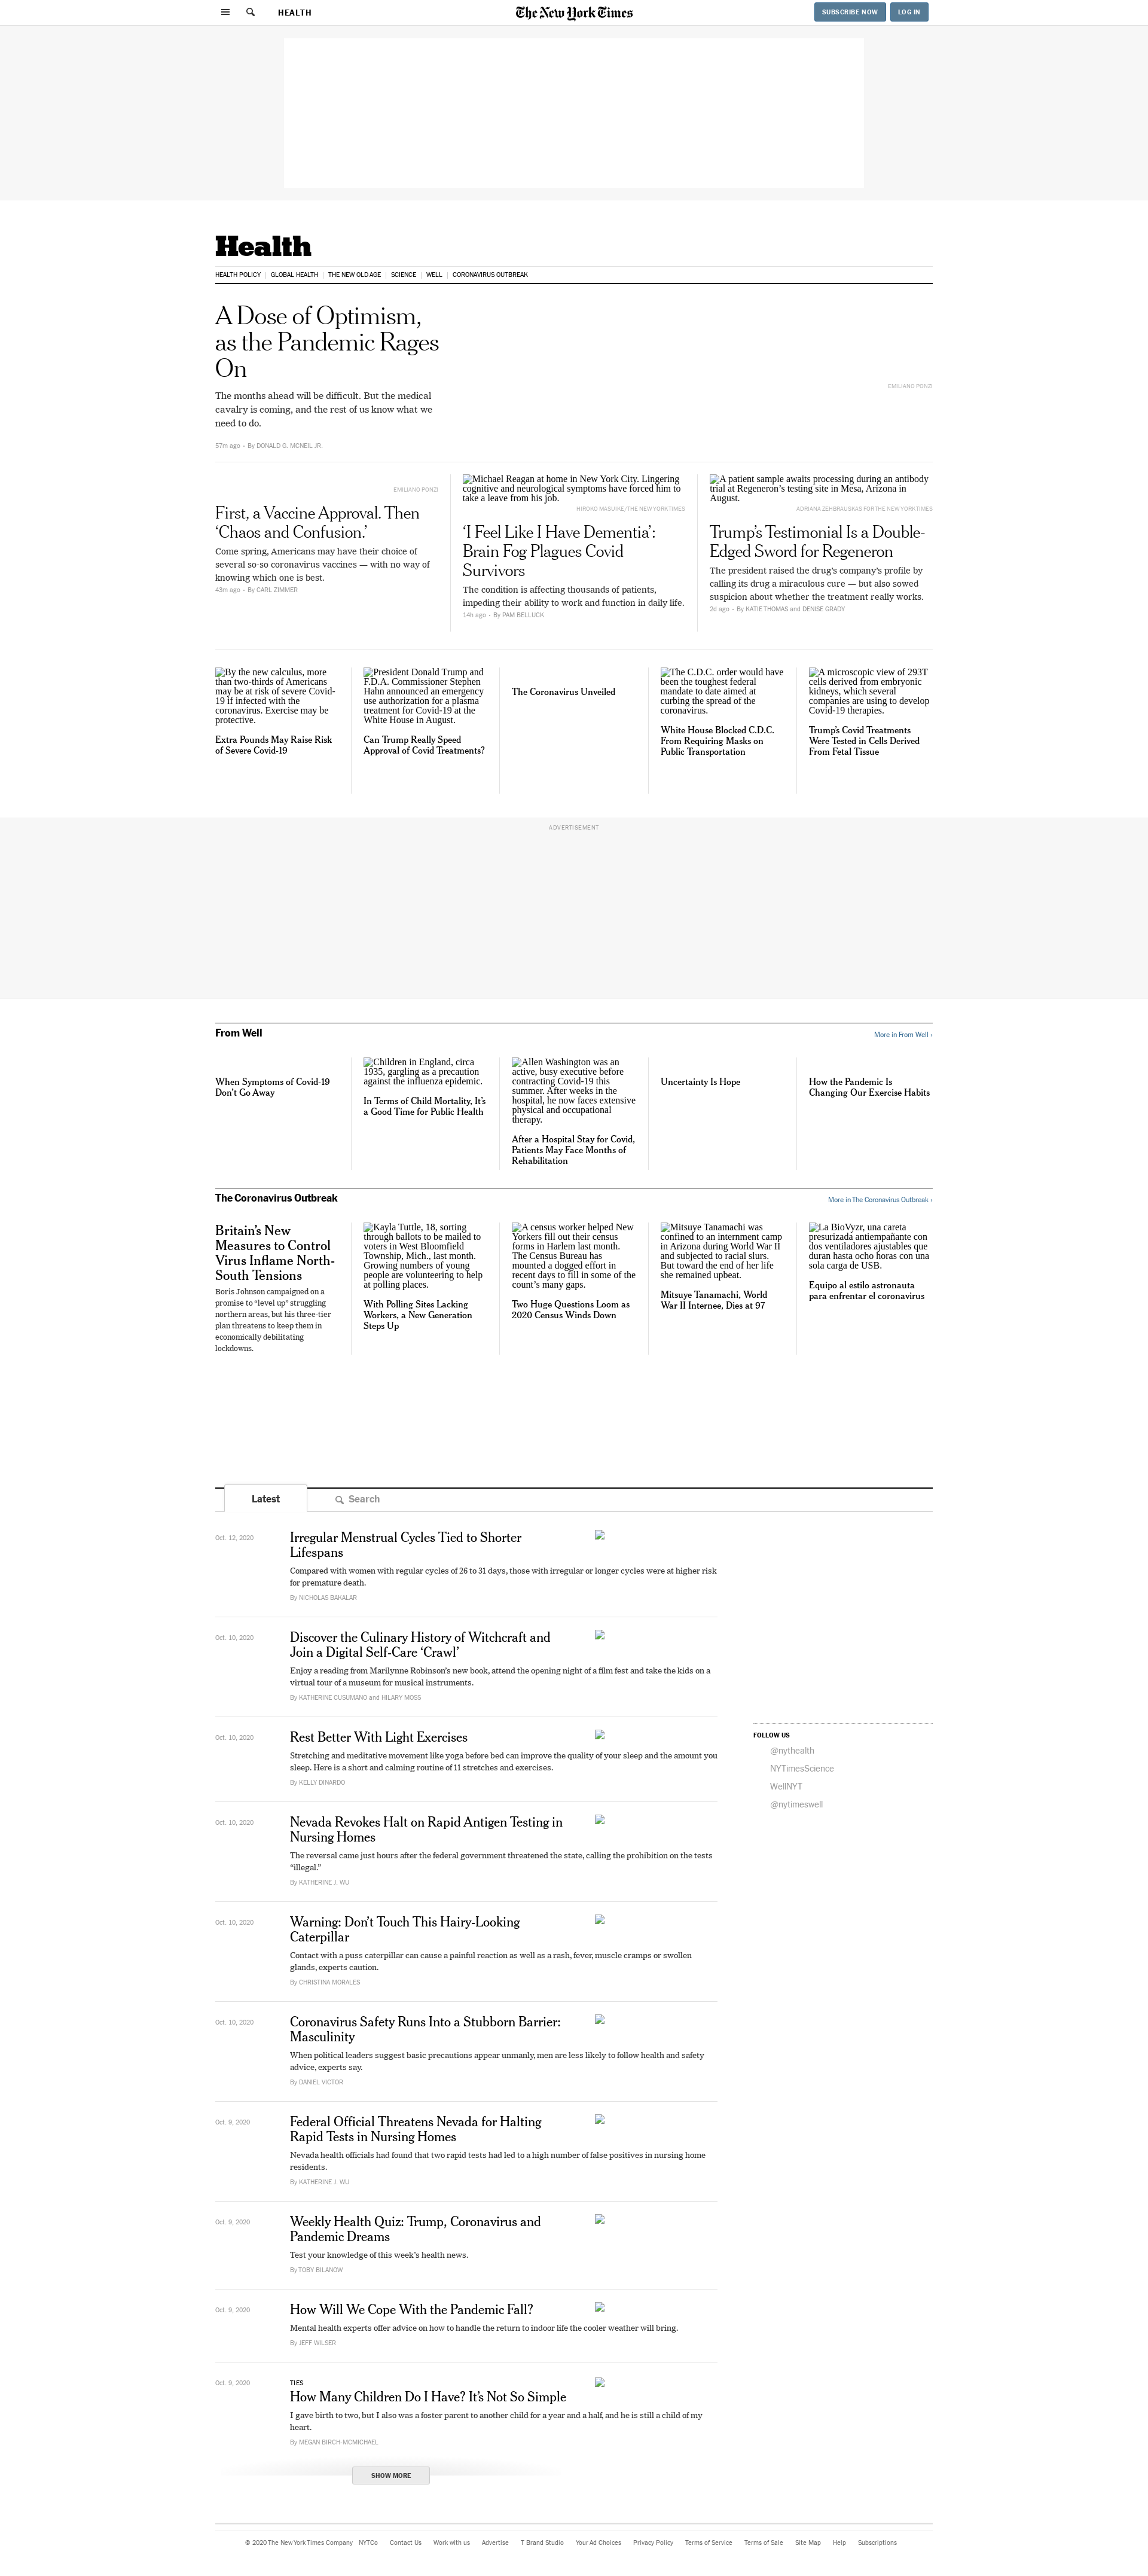 HEALTH
The New York Times
SUBSCRIBE NOW
LOG IN
Health
HEALTH POLICY | GLOBAL HEALTH | THE NEW OLD AGE | SCIENCE | WELL | CORONAVIRUS OUTBREAK
A Dose of Optimism,
as the Pandemic Rages
On
The months ahead will be difficult. But the medical
cavalry is coming, and the rest of us know what we
need to do.
57m ago • By DONALD G. MCNEIL JR.
EMILIANO PONZI
EMILIANO PONZI
First, a Vaccine Approval. Then
‘Chaos and Confusion.’
Come spring, Americans may have their choice of
several so-so coronavirus vaccines — with no way of
knowing which one is best.
43m ago • By CARL ZIMMER
Michael Reagan at home in New York City. Lingering
cognitive and neurological symptoms have forced him to
take a leave from his job.
HIROKO MASUIKE/THE NEW YORK TIMES
‘I Feel Like I Have Dementia’:
Brain Fog Plagues Covid
Survivors
The condition is affecting thousands of patients,
impeding their ability to work and function in daily life.
14h ago • By PAM BELLUCK
A patient sample awaits processing during an antibody
trial at Regeneron’s testing site in Mesa, Arizona in
August.
ADRIANA ZEHBRAUSKAS FOR THE NEW YORK TIMES
Trump’s Testimonial Is a Double-
Edged Sword for Regeneron
The president raised the drug’s company’s profile by
calling its drug a miraculous cure — but also sowed
suspicion about whether the treatment really works.
2d ago • By KATIE THOMAS and DENISE GRADY
By the new calculus, more
than two-thirds of Americans
may be at risk of severe Covid-
19 if infected with the
coronavirus. Exercise may be
protective.
Extra Pounds May Raise Risk
of Severe Covid-19
President Donald Trump and
F.D.A. Commissioner Stephen
Hahn announced an emergency
use authorization for a plasma
treatment for Covid-19 at the
White House in August.
Can Trump Really Speed
Approval of Covid Treatments?
The Coronavirus Unveiled
The C.D.C. order would have
been the toughest federal
mandate to date aimed at
curbing the spread of the
coronavirus.
White House Blocked C.D.C.
From Requiring Masks on
Public Transportation
A microscopic view of 293T
cells derived from embryonic
kidneys, which several
companies are using to develop
Covid-19 therapies.
Trump’s Covid Treatments
Were Tested in Cells Derived
From Fetal Tissue
ADVERTISEMENT
From Well
More in From Well ›
When Symptoms of Covid-19
Don’t Go Away
Children in England, circa
1935, gargling as a precaution
against the influenza epidemic.
In Terms of Child Mortality, It’s
a Good Time for Public Health
Allen Washington was an
active, busy executive before
contracting Covid-19 this
summer. After weeks in the
hospital, he now faces extensive
physical and occupational
therapy.
After a Hospital Stay for Covid,
Patients May Face Months of
Rehabilitation
Uncertainty Is Hope
How the Pandemic Is
Changing Our Exercise Habits
The Coronavirus Outbreak
More in The Coronavirus Outbreak ›
Britain’s New
Measures to Control
Virus Inflame North-
South Tensions
Boris Johnson campaigned on a
promise to “level up” struggling
northern areas, but his three-tier
plan threatens to keep them in
economically debilitating
lockdowns.
Kayla Tuttle, 18, sorting
through ballots to be mailed to
voters in West Bloomfield
Township, Mich., last month.
Growing numbers of young
people are volunteering to help
at polling places.
With Polling Sites Lacking
Workers, a New Generation
Steps Up
A census worker helped New
Yorkers fill out their census
forms in Harlem last month.
The Census Bureau has
mounted a dogged effort in
recent days to fill in some of the
count’s many gaps.
Two Huge Questions Loom as
2020 Census Winds Down
Mitsuye Tanamachi was
confined to an internment camp
in Arizona during World War II
and subjected to racial slurs.
But toward the end of her life
she remained upbeat.
Mitsuye Tanamachi, World
War II Internee, Dies at 97
La BioVyzr, una careta
presurizada antiempañante con
dos ventiladores ajustables que
duran hasta ocho horas con una
sola carga de USB.
Equipo al estilo astronauta
para enfrentar el coronavirus
Latest
Search
Oct. 12, 2020
Irregular Menstrual Cycles Tied to Shorter
Lifespans
Compared with women with regular cycles of 26 to 31 days, those with irregular or longer cycles were at higher risk
for premature death.
By NICHOLAS BAKALAR
Oct. 10, 2020
Discover the Culinary History of Witchcraft and
Join a Digital Self-Care ‘Crawl’
Enjoy a reading from Marilynne Robinson’s new book, attend the opening night of a film fest and take the kids on a
virtual tour of a museum for musical instruments.
By KATHERINE CUSUMANO and HILARY MOSS
Oct. 10, 2020
Rest Better With Light Exercises
Stretching and meditative movement like yoga before bed can improve the quality of your sleep and the amount you
sleep. Here is a short and calming routine of 11 stretches and exercises.
By KELLY DINARDO
FOLLOW US
@nythealth
NYTimesScience
WellNYT
@nytimeswell
Oct. 10, 2020
Nevada Revokes Halt on Rapid Antigen Testing in
Nursing Homes
The reversal came just hours after the federal government threatened the state, calling the prohibition on the tests
“illegal.”
By KATHERINE J. WU
Oct. 10, 2020
Warning: Don’t Touch This Hairy-Looking
Caterpillar
Contact with a puss caterpillar can cause a painful reaction as well as a rash, fever, muscle cramps or swollen
glands, experts caution.
By CHRISTINA MORALES
Oct. 10, 2020
Coronavirus Safety Runs Into a Stubborn Barrier:
Masculinity
When political leaders suggest basic precautions appear unmanly, men are less likely to follow health and safety
advice, experts say.
By DANIEL VICTOR
Oct. 9, 2020
Federal Official Threatens Nevada for Halting
Rapid Tests in Nursing Homes
Nevada health officials had found that two rapid tests had led to a high number of false positives in nursing home
residents.
By KATHERINE J. WU
Oct. 9, 2020
Weekly Health Quiz: Trump, Coronavirus and
Pandemic Dreams
Test your knowledge of this week’s health news.
By TOBY BILANOW
Oct. 9, 2020
How Will We Cope With the Pandemic Fall?
Mental health experts offer advice on how to handle the return to indoor life the cooler weather will bring.
By JEFF WILSER
Oct. 9, 2020
TIES
How Many Children Do I Have? It’s Not So Simple
I gave birth to two, but I also was a foster parent to another child for a year and a half, and he is still a child of my
heart.
By MEGAN BIRCH-MCMICHAEL
SHOW MORE
© 2020 The New York Times Company NYTCo Contact Us Work with us Advertise T Brand Studio Your Ad Choices Privacy Policy Terms of Service Terms of Sale Site Map Help Subscriptions